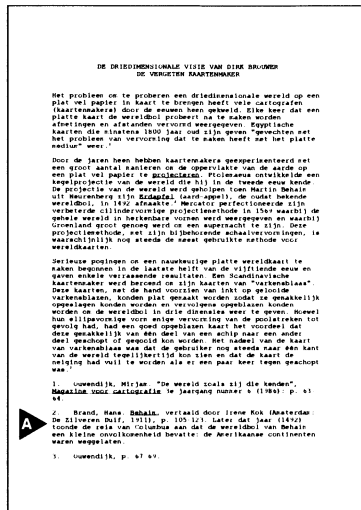 DE DRIEDIMENSIONALE VISIE VAN DIRK BROUWER
DE VERGETEN KAARTENMAKER
Het probleem om te proberen een driedimensionale wereld op een
plat vel papier in kaart te brengen heeft vele cartografen
(kaartenmakers) door de eeuwen heen gekweld. Elke keer dat een
platte kaart de wereldbol probeert na te maken worden
afmetingen en afstanden vervormd weergegeven. Egyptische
kaarten die minstens 1800 jaar oud zijn geven "gevechten met
het probleem van vervorming dat te maken heeft met het platte
medium" weer.¹
Door de jaren heen hebben kaartenmakers geexperimenteerd met
een groot aantal manieren om de oppervlakte van de aarde op
een plat vel papier te projecteren. Ptolemaeus ontwikkelde een
kegelprojectie van de wereld die hij in de tweede eeuw kende.
De projectie van de wereld werd geholpen toen Martin Behain
uit Neurenberg zijn Erdapfel (aard-appel), de oudst bekende
wereldbol, in 1492 afmaakte.² Mercator perfectioneerde zijn
verbeterde cilindervormige projectiemethode in 1569 waarbij de
gehele wereld in herkenbare vormen werd weergegeven en waarbij
Groenland groot genoeg werd om een supermacht te zijn. Deze
projectiemethode, met zijn bijbehorende schaalvervormingen, is
waarschijnlijk nog steeds de meest gebruikte methode voor
wereldkaarten.
Serieuze pogingen om een nauwkeurige platte wereldkaart te
maken begonnen in de laatste helft van de vijftiende eeuw en
gaven enkele verrassende resultaten. Een Scandinavische
kaartenmaker werd beroemd om zijn kaarten van "varkensblaas".
Deze kaarten, met de hand voorzien van inkt op gelooide
varkensblazen, konden plat gemaakt worden zodat ze gemakkelijk
opgeslagen konden worden en vervolgens opgeblazen konden
worden om de wereldbol in drie dimensies weer te geven. Hoewel
hun ellipsvormige vorm enige vervorming van de poolstreken tot
gevolg had, had een goed opgeblazen kaart het voordeel dat
deze gemakkelijk van één deel van een schip naar een ander
deel geschopt of gegooid kon worden. Het nadeel van de kaart
van varkensblaas was dat de gebruiker nog steeds maar één kant
van de wereld tegelijkertijd kon zien en dat de kaart de
neiging had vuil te worden als er een paar keer tegen geschopt
was.³
1. Ouwendijk, Mirjam. "De wereld zoals zij die kenden",
Magazine voor cartografie 1e jaargang numer 6 (1986): p. 63
64.
A
2. Brand, Hans. Behain, vertaald door Irene Kok (Amsterdam:
De Zilveren Duif, 1911), p. 105 123. Later dat jaar (1492)
toonde de reis van Columbus aan dat de wereldbol van Behain
een kleine onvolkomenheid bevatte: de Amerikaanse continenten
waren weggelaten.
3. Ouwendijk, p. 67 69.